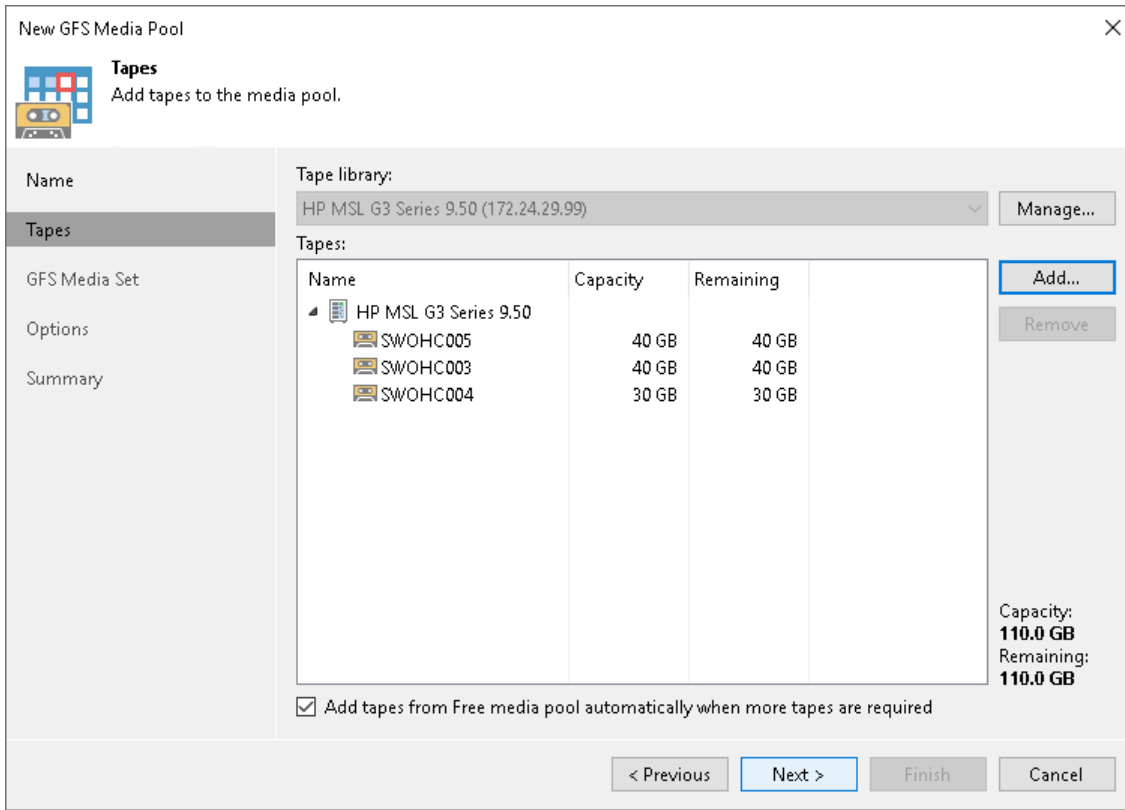 New GFS Media Pool
Tapes
Add tapes to the media pool.
Name
Tapes
GFS Media Set
Options
Summary
Tape library:
HP MSL G3 Series 9.50 (172.24.29.99)
Manage...
Tapes:
Name Capacity Remaining
HP MSL G3 Series 9.50
SWOHC005 40 GB 40 GB
SWOHC003 40 GB 40 GB
SWOHC004 30 GB 30 GB
Add...
Remove
Capacity:
110.0 GB
Remaining:
110.0 GB
Add tapes from Free media pool automatically when more tapes are required
< Previous Next > Finish Cancel